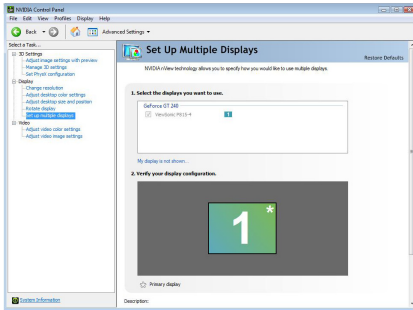 NVIDIA Control Panel
File Edit View Profiles Display Help
Back Advanced Settings
Select a Task...
3D Settings
Adjust image settings with preview
Manage 3D settings
Set PhysX configuration
Display
Change resolution
Adjust desktop color settings
Adjust desktop size and position
Rotate display
Set up multiple displays
Video
Adjust video color settings
Adjust video image settings
System Information
Set Up Multiple Displays
Restore Defaults
NVIDIA nView technology allows you to specify how you would like to use multiple displays.
1. Select the displays you want to use.
GeForce GT 240
ViewSonic 1
My display is not shown...
2. Verify your display configuration.
1 *
Primary display
Description: